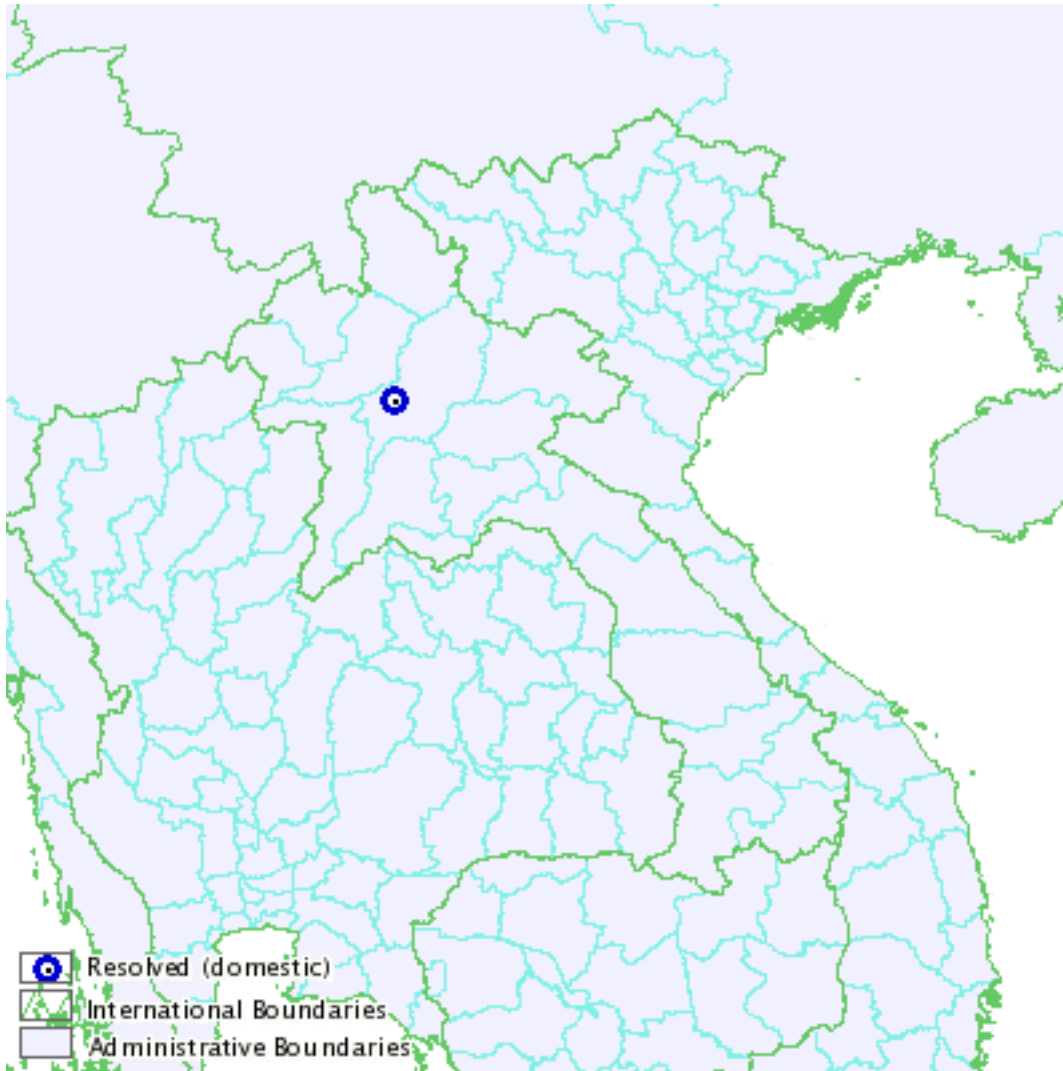 Resolved (domestic)
International Boundaries
Administrative Boundaries